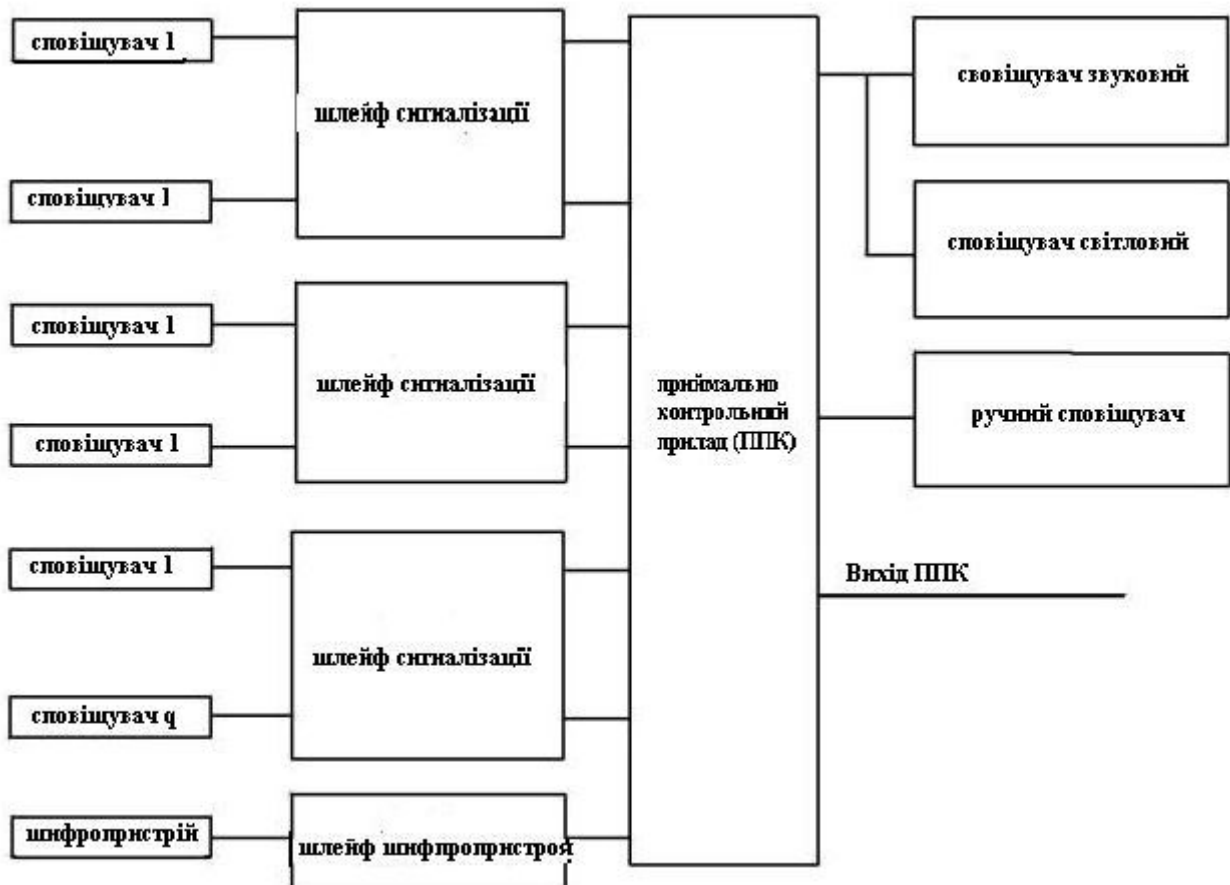 сповіщувач 1
шлейф сигналізації
сповіщувач 1
сповіщувач 1
шлейф сигналізації
сповіщувач 1
сповіщувач 1
шлейф сигналізації
сповіщувач q
шифропристрій
шлейф шифпропристроя
приймально
контрольний
прилад (ППК)
свовіщувач звуковий
сповіщувач світловий
ручний сповіщувач
Вихід ППК